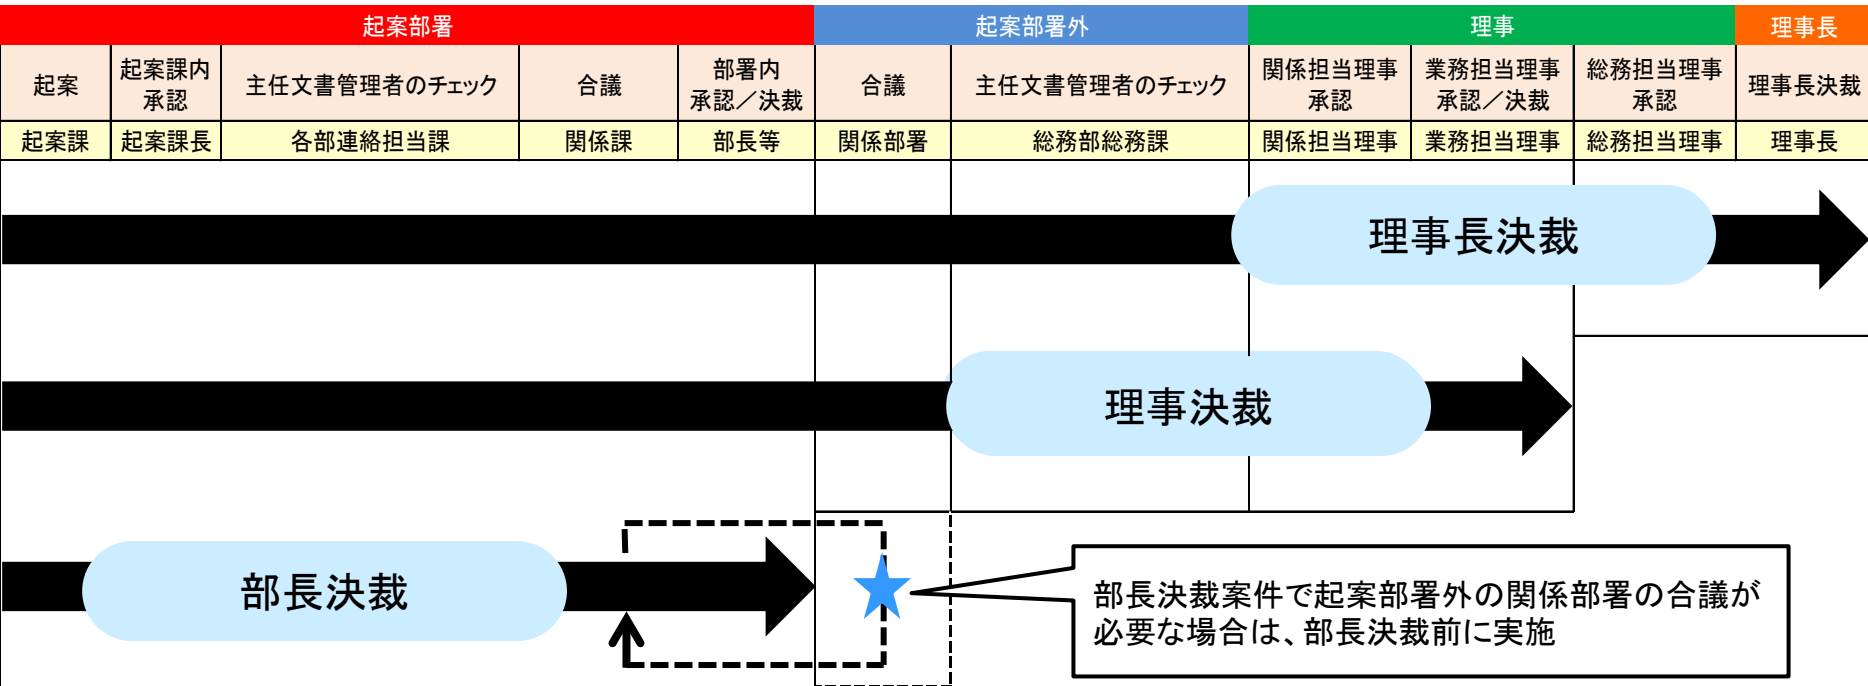 起案部署 起案部署外 理事 理事長
起案 起案課内 主任文書管理者のチェック 合議 部署内 合議 主任文書管理者のチェック 関係担当理事 業務担当理事 総務担当理事 理事長決裁
承認 承認／決裁 承認 承認／決裁 承認
起案課 起案課長 各部連絡担当課 関係課 部長等 関係部署 総務部総務課 関係担当理事 業務担当理事 総務担当理事 理事長
理事長決裁
理事決裁
部長決裁
部長決裁案件で起案部署外の関係部署の合議が
必要な場合は、部長決裁前に実施